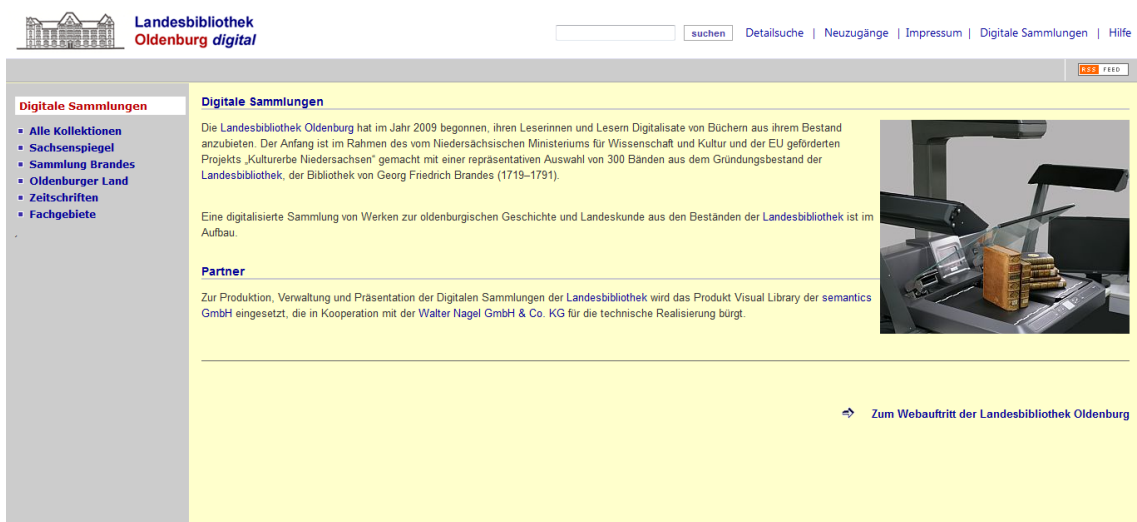 Landesbibliothek
Oldenburg digital
suchen
Detailsuche | Neuzugänge | Impressum | Digitale Sammlungen | Hilfe
RSS FEED
Digitale Sammlungen
Alle Kollektionen
Sachsenspiegel
Sammlung Brandes
Oldenburger Land
Zeitschriften
Fachgebiete
Digitale Sammlungen
Die Landesbibliothek Oldenburg hat im Jahr 2009 begonnen, ihren Leserinnen und Lesern Digitalisate von Büchern aus ihrem Bestand
anzubieten. Der Anfang ist im Rahmen des vom Niedersächsischen Ministeriums für Wissenschaft und Kultur und der EU geförderten
Projekts „Kulturerbe Niedersachsen“ gemacht mit einer repräsentativen Auswahl von 300 Bänden aus dem Gründungsbestand der
Landesbibliothek, der Bibliothek von Georg Friedrich Brandes (1719–1791).
Eine digitalisierte Sammlung von Werken zur oldenburgischen Geschichte und Landeskunde aus den Beständen der Landesbibliothek ist im
Aufbau.
Partner
Zur Produktion, Verwaltung und Präsentation der Digitalen Sammlungen der Landesbibliothek wird das Produkt Visual Library der semantics
GmbH eingesetzt, die in Kooperation mit der Walter Nagel GmbH & Co. KG für die technische Realisierung bürgt.
Zum Webauftritt der Landesbibliothek Oldenburg